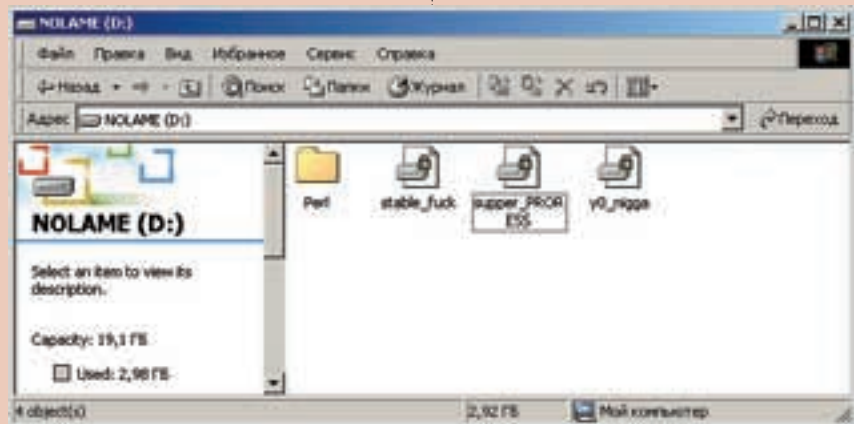 NOLAME (D:)
Файл Правка Вид Избранное Сервис Справка
Назад Поиск Папки Журнал
Адрес NOLAME (D:) Переход
NOLAME (D:)
Select an item to view its
description.
Capacity: 19,1 ГБ
Used: 2,98 ГБ
Perl stable_fuck supper_PROR
ESS y0_nigga
4 object(s) 2,92 ГБ Мой компьютер